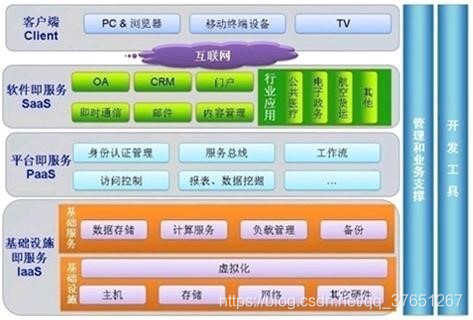 客户端
Client
PC & 浏览器
移动终端设备
TV
互联网
软件即服务
SaaS
OA
CRM
门户
即时通信
邮件
内容管理
行业应用
公共医疗
电子政务
航空货运
其他
平台即服务
PaaS
身份认证管理
服务总线
工作流
访问控制
报表、数据挖掘
...
基础设施
即服务
IaaS
基础服务
数据存储
计算服务
负载管理
备份
基础设施
虚拟化
主机
存储
网络
其它硬件
管理和业务支撑
开发工具
https://blog.csdn.net/qq_37651267